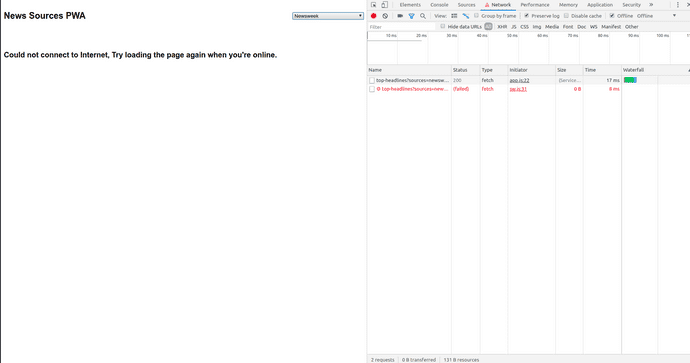 News Sources PWA
Newsweek
Could not connect to Internet, Try loading the page again when you're online.
Elements Console Sources Network Performance Memory Application Security »
View: Group by frame Preserve log Disable cache Offline Offline
Filter Hide data URLs All XHR JS CSS Img Media Font Doc WS Manifest Other
10 ms 20 ms 30 ms 40 ms 50 ms 60 ms 70 ms 80 ms 90 ms 100 ms
Name Status Type Initiator Size Time Waterfall
top-headlines?sources=newsw... 200 fetch app.js:22 (Service... 17 ms
top-headlines?sources=new... (failed) fetch sw.js:31 0 B 8 ms
2 requests 0 B transferred 131 B resources